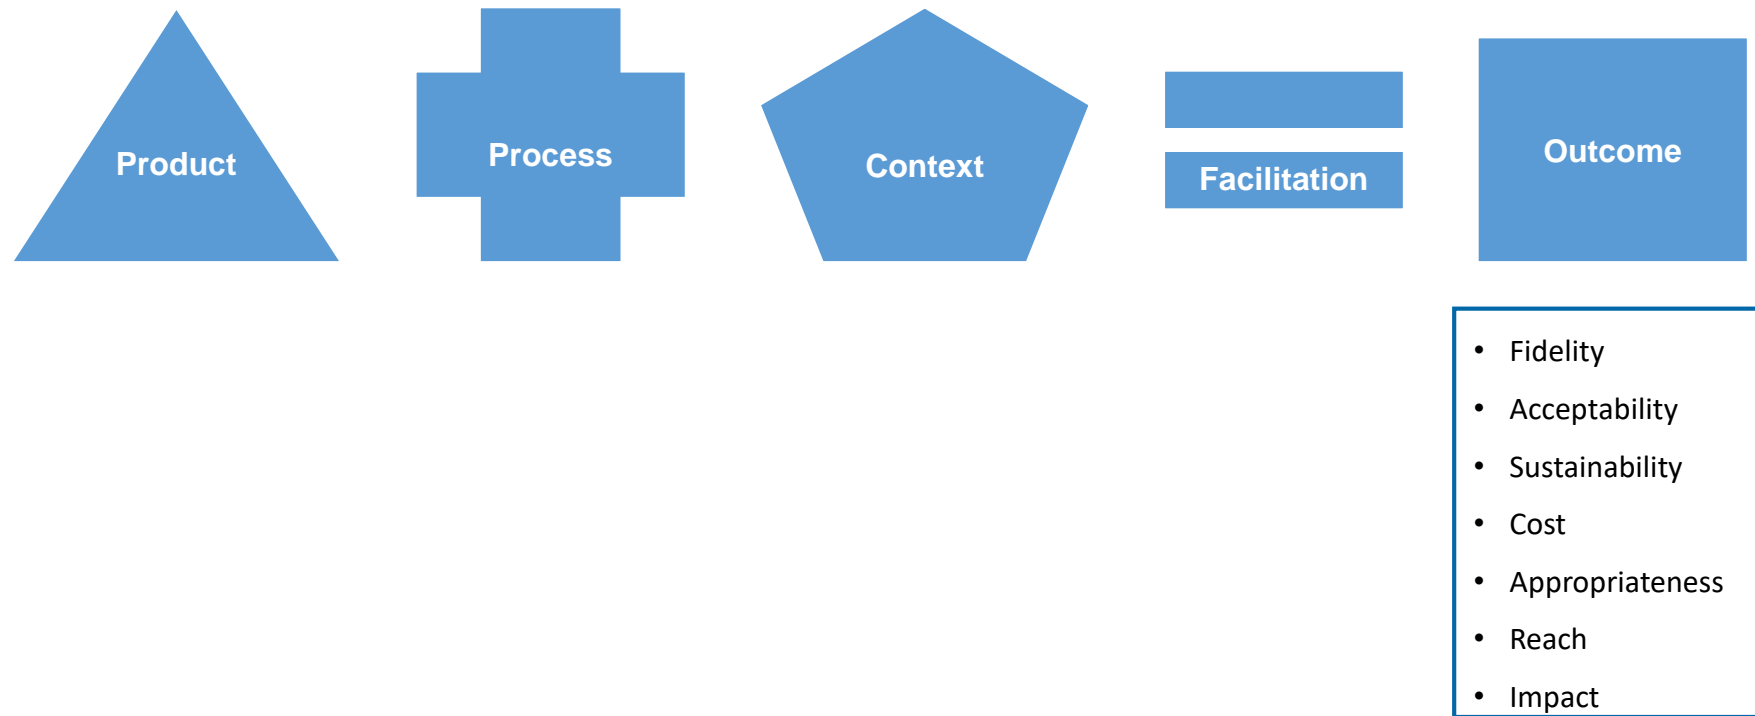 Product
Process
Context
Facilitation
Outcome
• Fidelity
• Acceptability
• Sustainability
• Cost
• Appropriateness
• Reach
• Impact